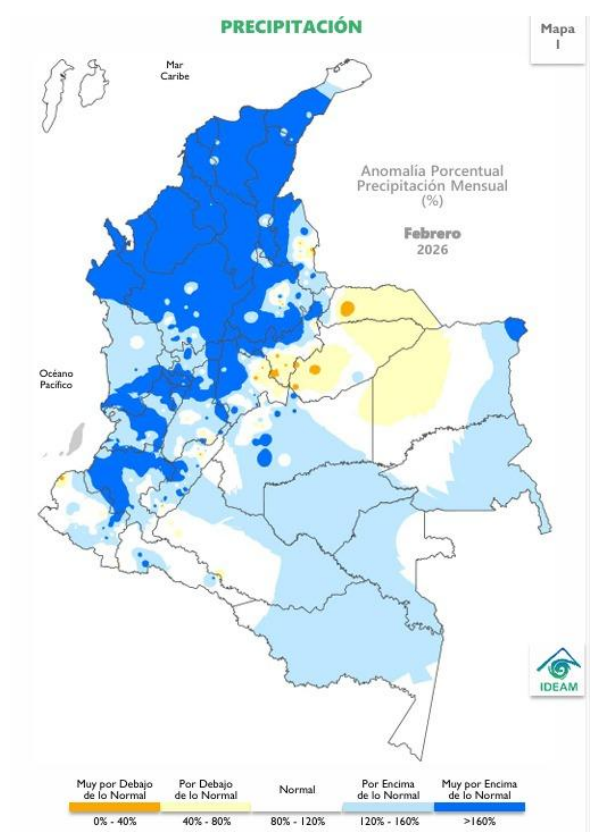 PRECIPITACIÓN
Mapa
I
Mar
Caribe
Anomalía Porcentual
Precipitación Mensual
(%)
Febrero
2026
Océano
Pacífico
IDEAM
Muy por Debajo
de lo Normal
Por Debajo
de lo Normal
Normal
Por Encima
de lo Normal
Muy por Encima
de lo Normal
0% - 40%
40% - 80%
80% - 120%
120% - 160%
>160%